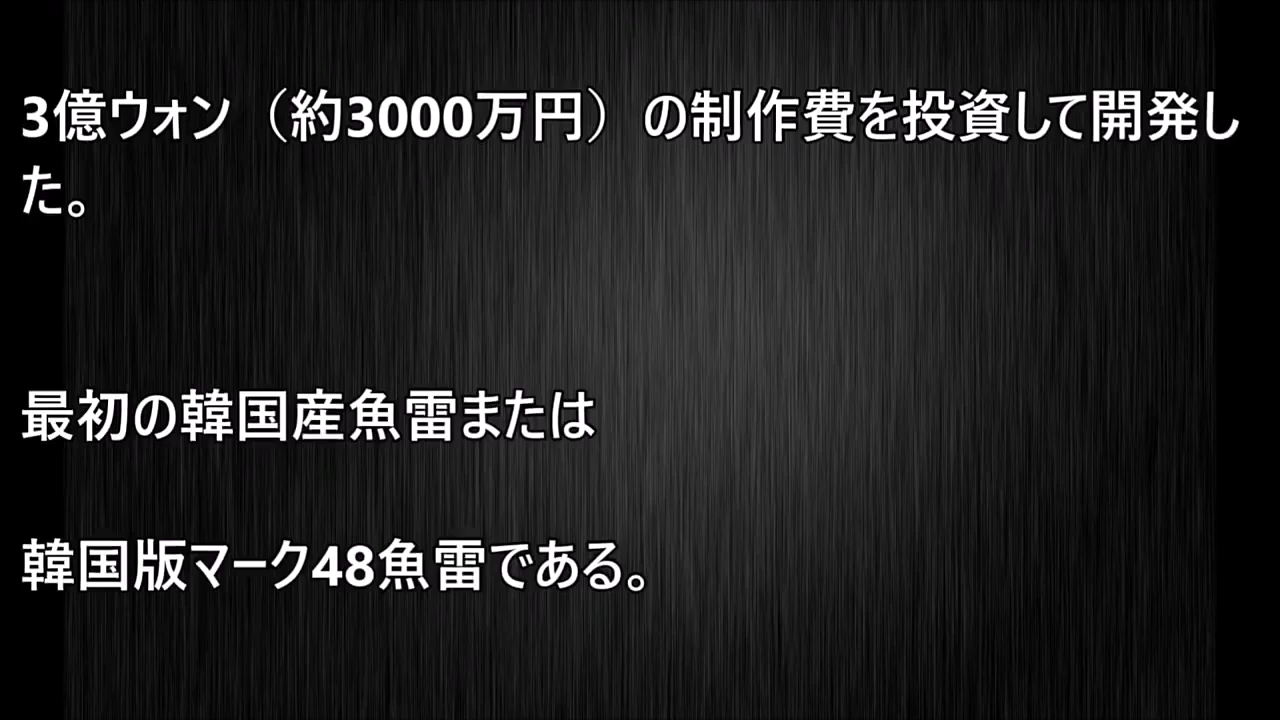 3億ウォン（約3000万円）の制作費を投資して開発し
た。
最初の韓国産魚雷または
韓国版マーク48魚雷である。